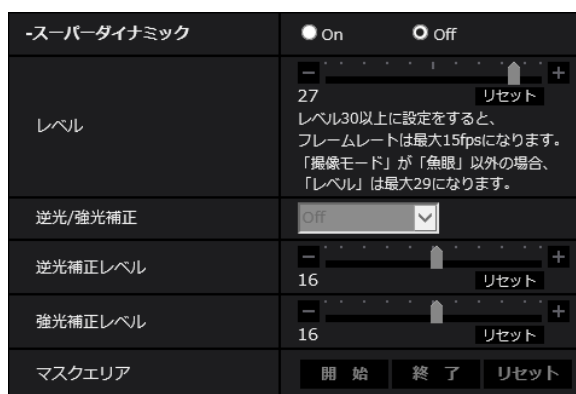 -スーパーダイナミック On Off
- +
レベル 27 リセット
レベル30以上に設定をすると、
フレームレートは最大15fpsになります。
「撮像モード」が「魚眼」以外の場合、
「レベル」は最大29になります。
逆光/強光補正 Off
- +
逆光補正レベル 16 リセット
- +
強光補正レベル 16 リセット
マスクエリア 開 始 終 了 リセット